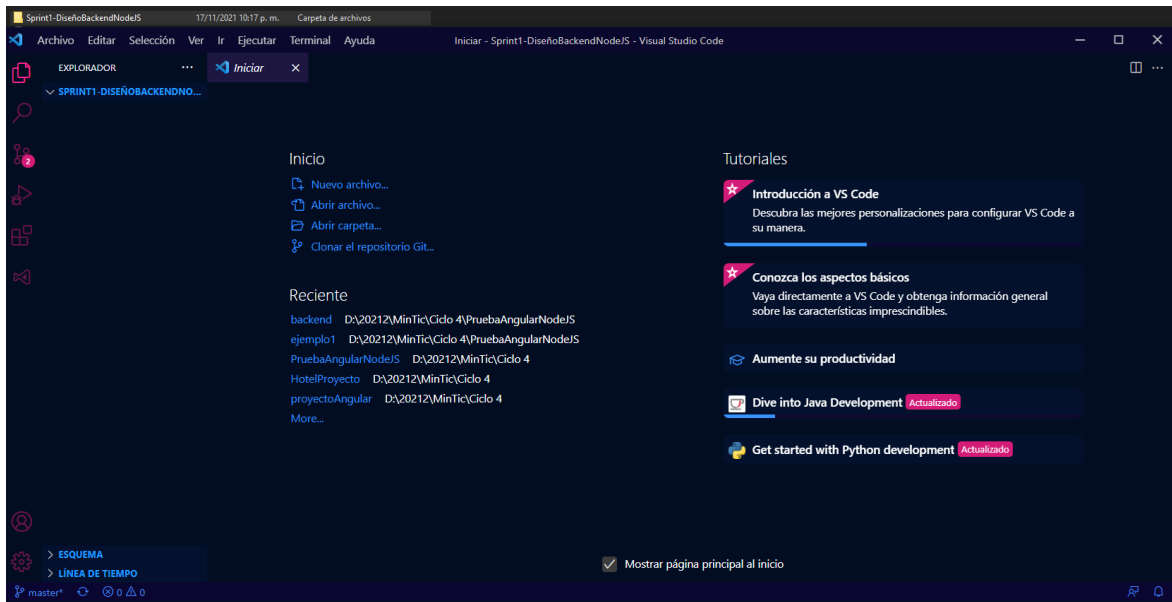 Sprint1-DiseñoBackendNodeJS 17/11/2021 10:17 p. m. Carpeta de archivos
Archivo Editar Selección Ver Ir Ejecutar Terminal Ayuda Iniciar - Sprint1-DiseñoBackendNodeJS - Visual Studio Code
EXPLORADOR ··· Iniciar
SPRINT1-DISEÑOBACKENDNO...
2
Inicio
Nuevo archivo...
Abrir archivo...
Abrir carpeta...
Clonar el repositorio Git...
Reciente
backend D:\20212\MinTic\Ciclo 4\PruebaAngularNodeJS
ejemplo1 D:\20212\MinTic\Ciclo 4\PruebaAngularNodeJS
PruebaAngularNodeJS D:\20212\MinTic\Ciclo 4
HotelProyecto D:\20212\MinTic\Ciclo 4
proyectoAngular D:\20212\MinTic\Ciclo 4
More...
Tutoriales
Introducción a VS Code
Descubra las mejores personalizaciones para configurar VS Code a
su manera.
Conozca los aspectos básicos
Vaya directamente a VS Code y obtenga información general
sobre las características imprescindibles.
Aumente su productividad
Dive into Java Development Actualizado
Get started with Python development Actualizado
Mostrar página principal al inicio
ESQUEMA
LÍNEA DE TIEMPO
master* 0 0